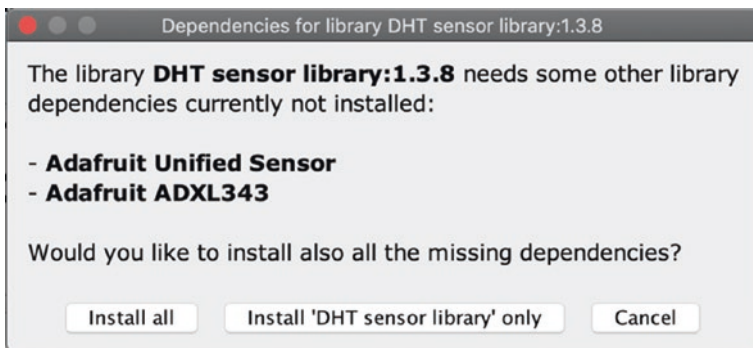 Dependencies for library DHT sensor library:1.3.8
The library DHT sensor library:1.3.8 needs some other library
dependencies currently not installed:
- Adafruit Unified Sensor
- Adafruit ADXL343
Would you like to install also all the missing dependencies?
Install all Install 'DHT sensor library' only Cancel